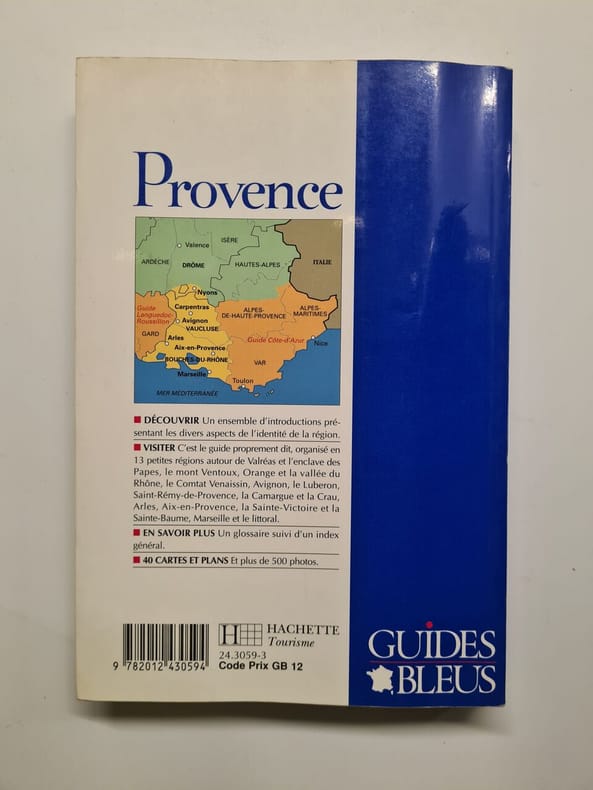 Provence
ISÈRE
Valence
ARDÈCHE
DRÔME
HAUTES-ALPES
ITALIE
Nyons
Guide
Languedoc-
Roussillon
Carpentras
ALPES-
DE-HAUTE-PROVENCE
ALPES-
MARITIMES
Avignon
VAUCLUSE
GARD
Arles
Guide Côte-d'Azur
Nice
Aix-en-Provence
BOUCHES-DU-RHÔNE
VAR
Marseille
Toulon
MER MÉDITERRANÉE
DÉCOUVRIR Un ensemble d'introductions pré-
sentant les divers aspects de l'identité de la région.
VISITER C'est le guide proprement dit, organisé en
13 petites régions autour de Valréas et l'enclave des
Papes, le mont Ventoux, Orange et la vallée du
Rhône, le Comtat Venaissin, Avignon, le Luberon,
Saint-Rémy-de-Provence, la Camargue et la Crau,
Arles, Aix-en-Provence, la Sainte-Victoire et la
Sainte-Baume, Marseille et le littoral.
EN SAVOIR PLUS Un glossaire suivi d'un index
général.
40 CARTES ET PLANS Et plus de 500 photos.
9 782012 430594
H HACHETTE
Tourisme
24.3059-3
Code Prix GB 12
GUIDES
BLEUS